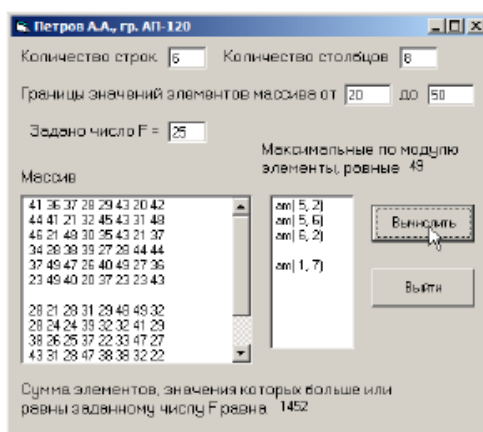 Петров А.А., гр. АП-120
Количество строк 6 Количество столбцов 8
Границы значений элементов массива от 20 до 50
Задано число F = 25
Максимальные по модулю
элементы, равные 49
Массив
41 36 37 28 29 43 20 42
44 41 21 32 45 43 31 48
46 21 48 30 35 43 21 37
34 28 38 39 27 28 44 44
37 49 47 26 40 49 27 36
23 49 40 20 37 23 23 43
28 21 28 31 29 48 49 32
28 24 24 39 32 32 41 29
38 26 25 37 22 33 47 27
43 31 28 47 38 38 32 22
am( 5, 2)
am( 5, 6)
am( 6, 2)
am( 1, 7)
Вычислить
Выйти
Сумма элементов, значения которых больше или
равны заданному числу F равна 1452